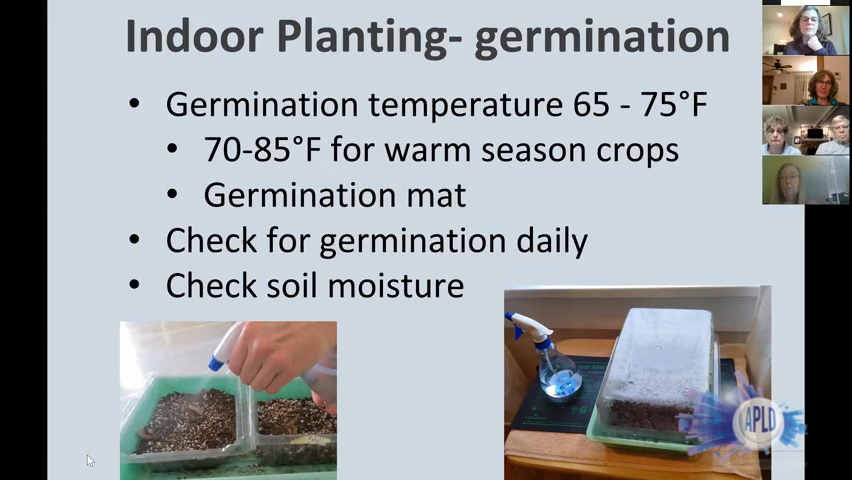 Indoor Planting- germination
• Germination temperature 65 - 75°F
• 70-85°F for warm season crops
• Germination mat
• Check for germination daily
• Check soil moisture
APLD